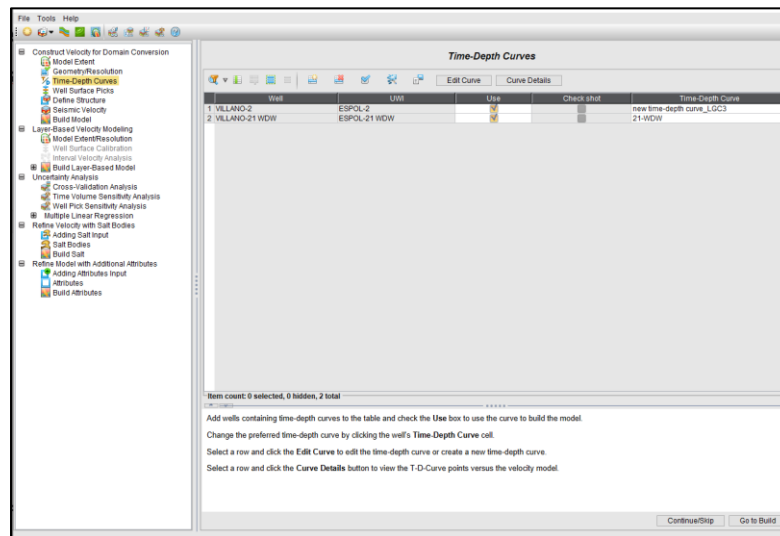 File Tools Help
Construct Velocity for Domain Conversion
Model Extent
Geometry/Resolution
Time-Depth Curves
Well Surface Picks
Define Structure
Seismic Velocity
Build Model
Layer-Based Velocity Modeling
Model Extent/Resolution
Well Surface Calibration
Interval Velocity Analysis
Build Layer-Based Model
Uncertainty Analysis
Cross-Validation Analysis
Time Volume Sensitivity Analysis
Well Pick Sensitivity Analysis
Multiple Linear Regression
Refine Velocity with Salt Bodies
Adding Salt Input
Salt Bodies
Build Salt
Refine Model with Additional Attributes
Adding Attributes Input
Attributes
Build Attributes
Time-Depth Curves
Edit Curve Curve Details
Well UWI Use Check shot Time-Depth Curve
1 VILLANO-2 ESPOL-2 new time-depth curve_LGC3
2 VILLANO-21 WDW ESPOL-21 WDW 21-WDW
Item count: 0 selected, 0 hidden, 2 total
Add wells containing time-depth curves to the table and check the Use box to use the curve to build the model.
Change the preferred time-depth curve by clicking the well's Time-Depth Curve cell.
Select a row and click the Edit Curve to edit the time-depth curve or create a new time-depth curve.
Select a row and click the Curve Details button to view the T-D-Curve points versus the velocity model.
Continue/Skip Go to Build